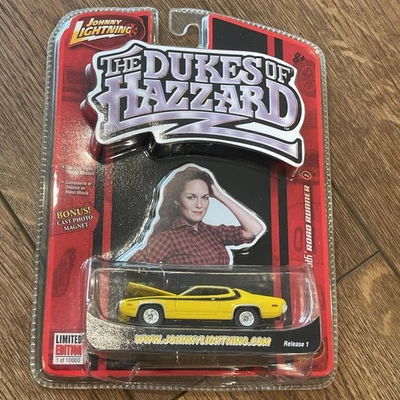 JOHNNY
LIGHTNING
8+
THE DUKES OF
HAZZARD
BONUS!
CAST PHOTO
MAGNET
ROAD RUNNER
LIMITED
EDITION
1 of 10000
WWW.JOHNNYLIGHTNING.COM
Release 1